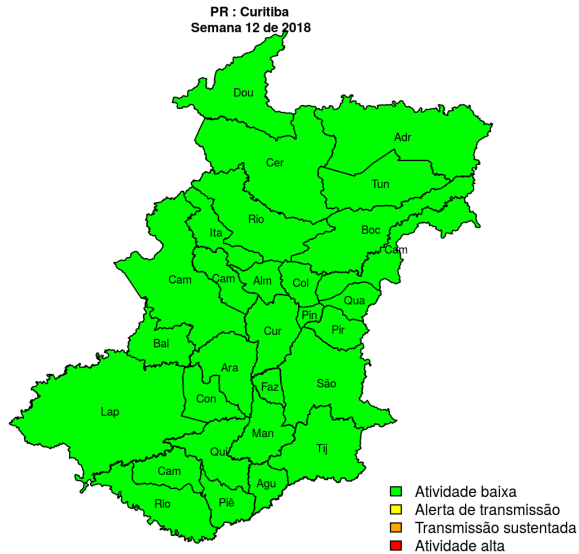 PR : Curitiba
Semana 12 de 2018
Dou
Adr
Cer
Tun
Rio
Ita
Boc
Cam
Cam
Cam
Alm
Col
Qua
Pin
Cur
Pir
Bal
Ara
Faz
São
Con
Lap
Man
Tij
Qui
Cam
Agu
Rio
Piê
Atividade baixa
Alerta de transmissão
Transmissão sustentada
Atividade alta